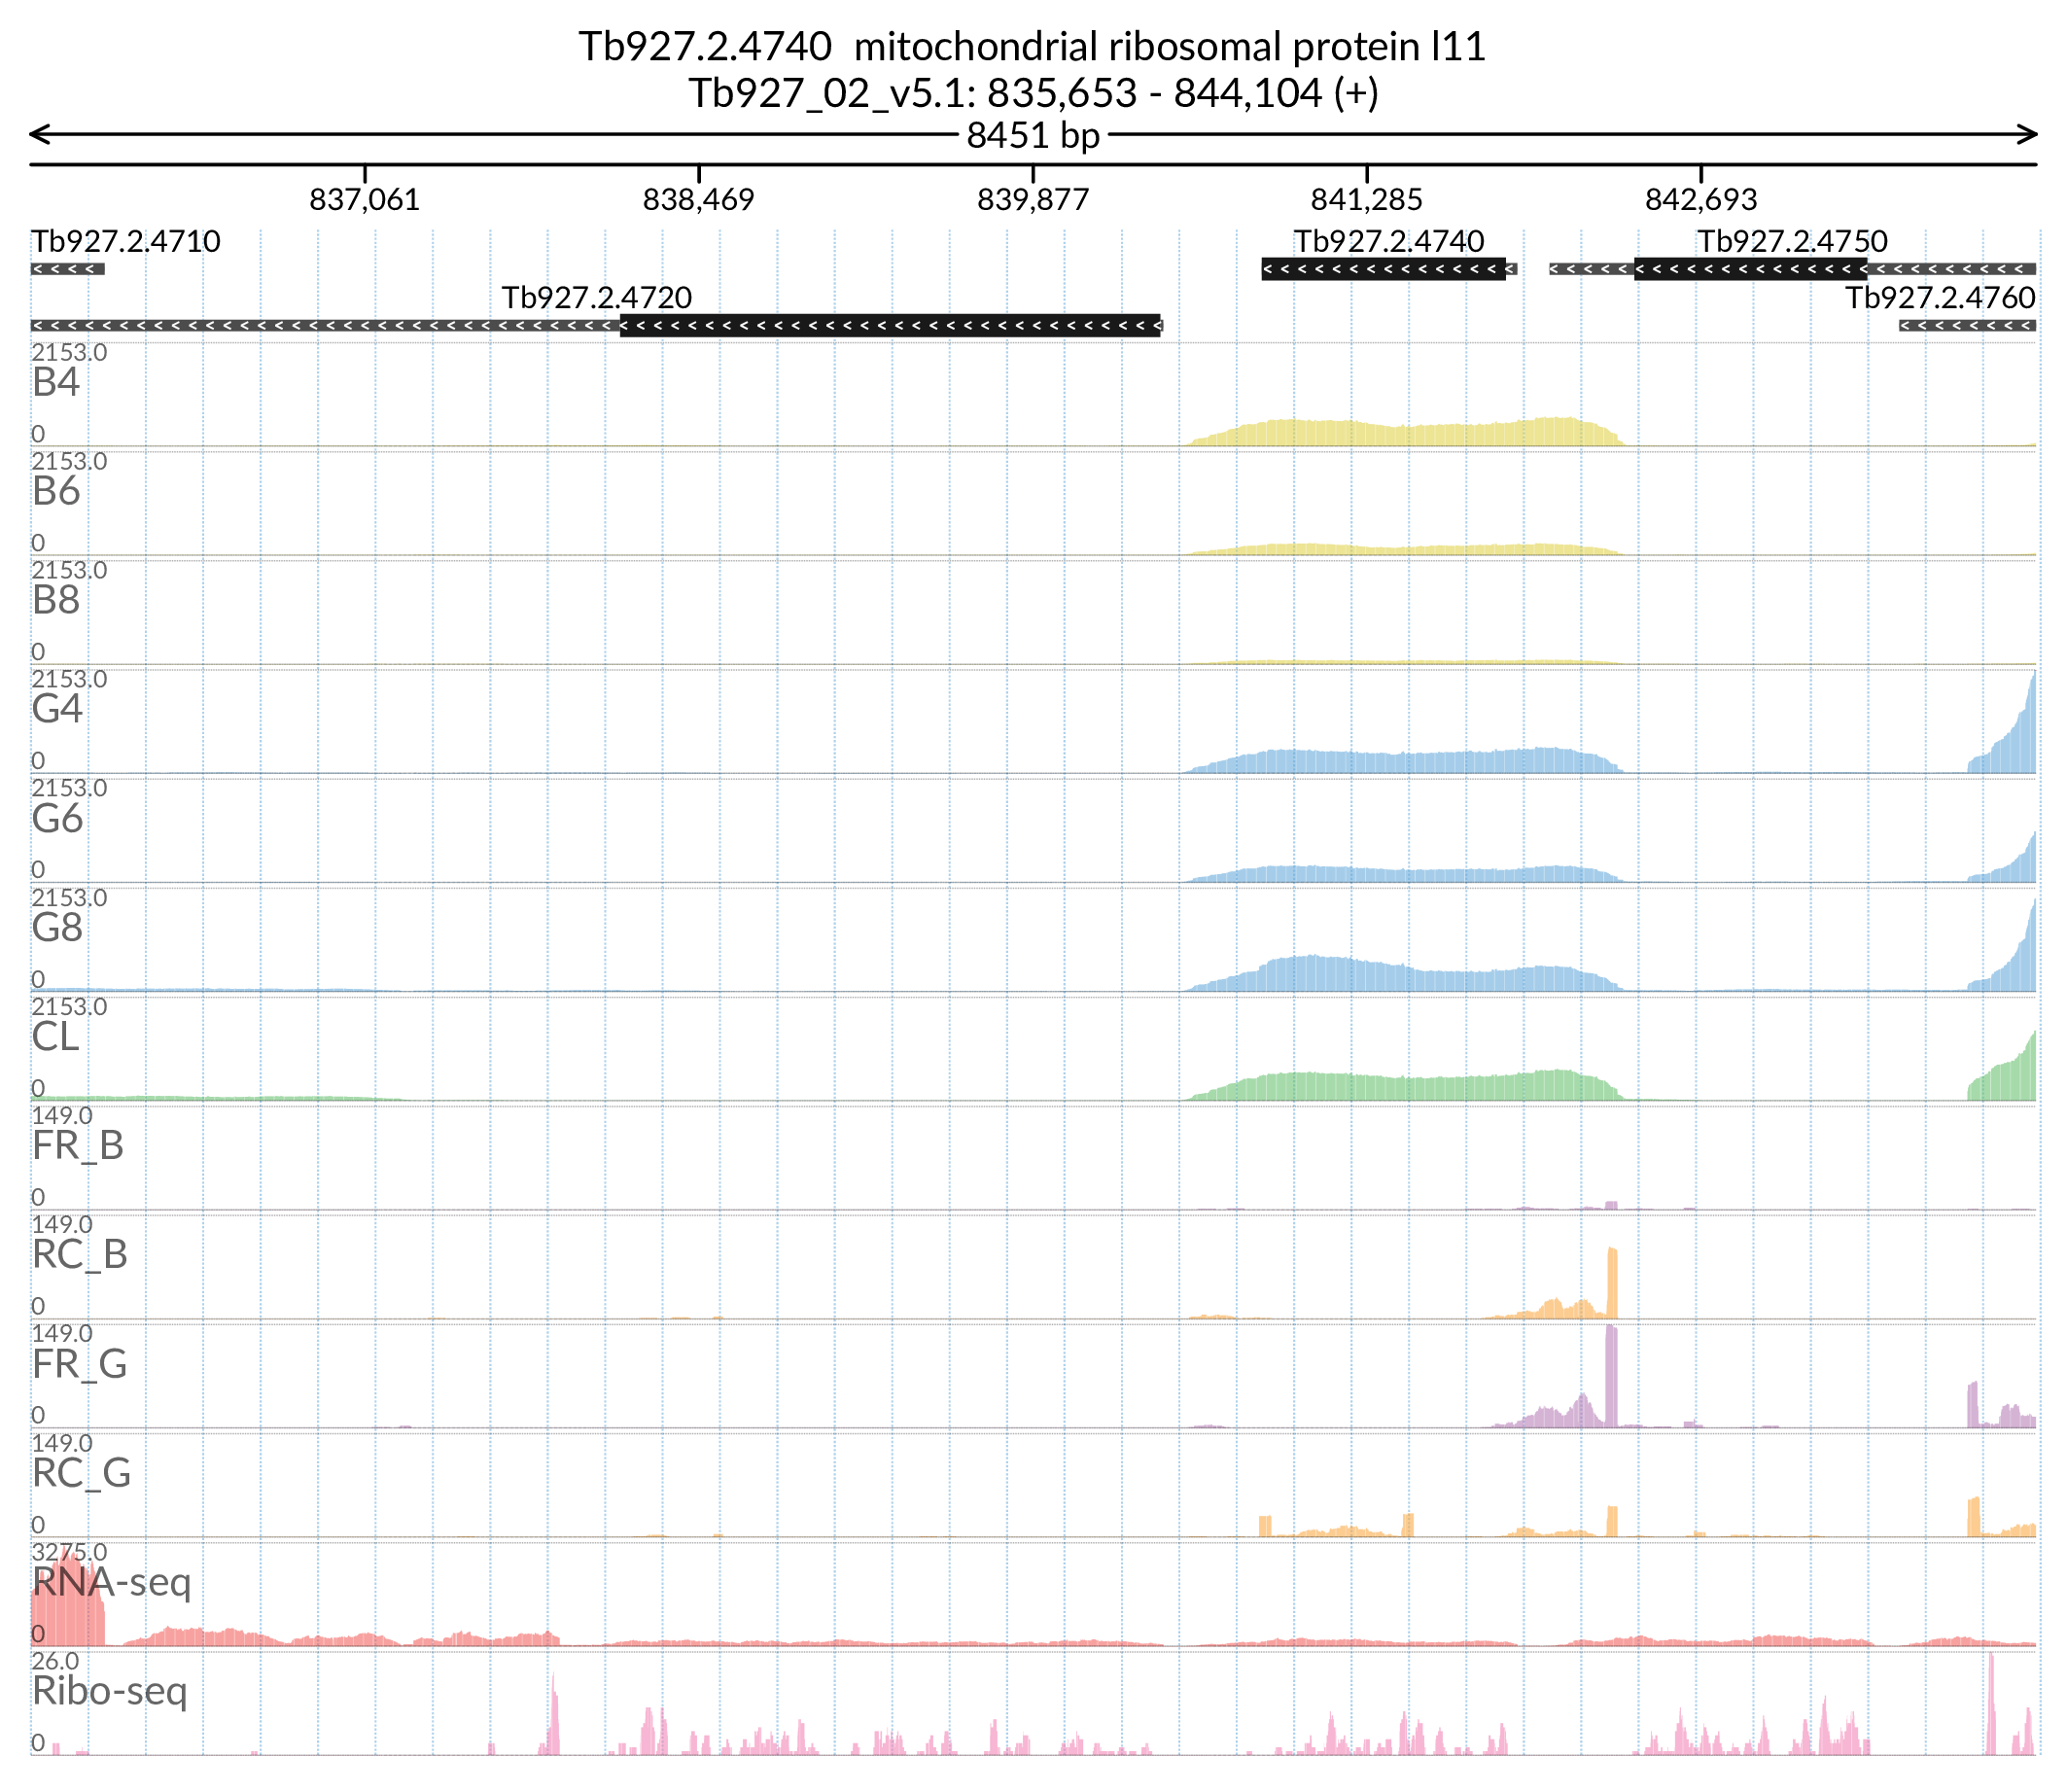 Tb927.2.4740  mitochondrial ribosomal protein l11
Tb927_02_v5.1: 835,653 - 844,104 (+)
8451 bp
837,061 838,469 839,877 841,285 842,693
Tb927.2.4710 Tb927.2.4740 Tb927.2.4750
Tb927.2.4720 Tb927.2.4760
2153.0
B4
0
2153.0
B6
0
2153.0
B8
0
2153.0
G4
0
2153.0
G6
0
2153.0
G8
0
2153.0
CL
0
149.0
FR_B
0
149.0
RC_B
0
149.0
FR_G
0
149.0
RC_G
0
3275.0
RNA-seq
0
26.0
Ribo-seq
0